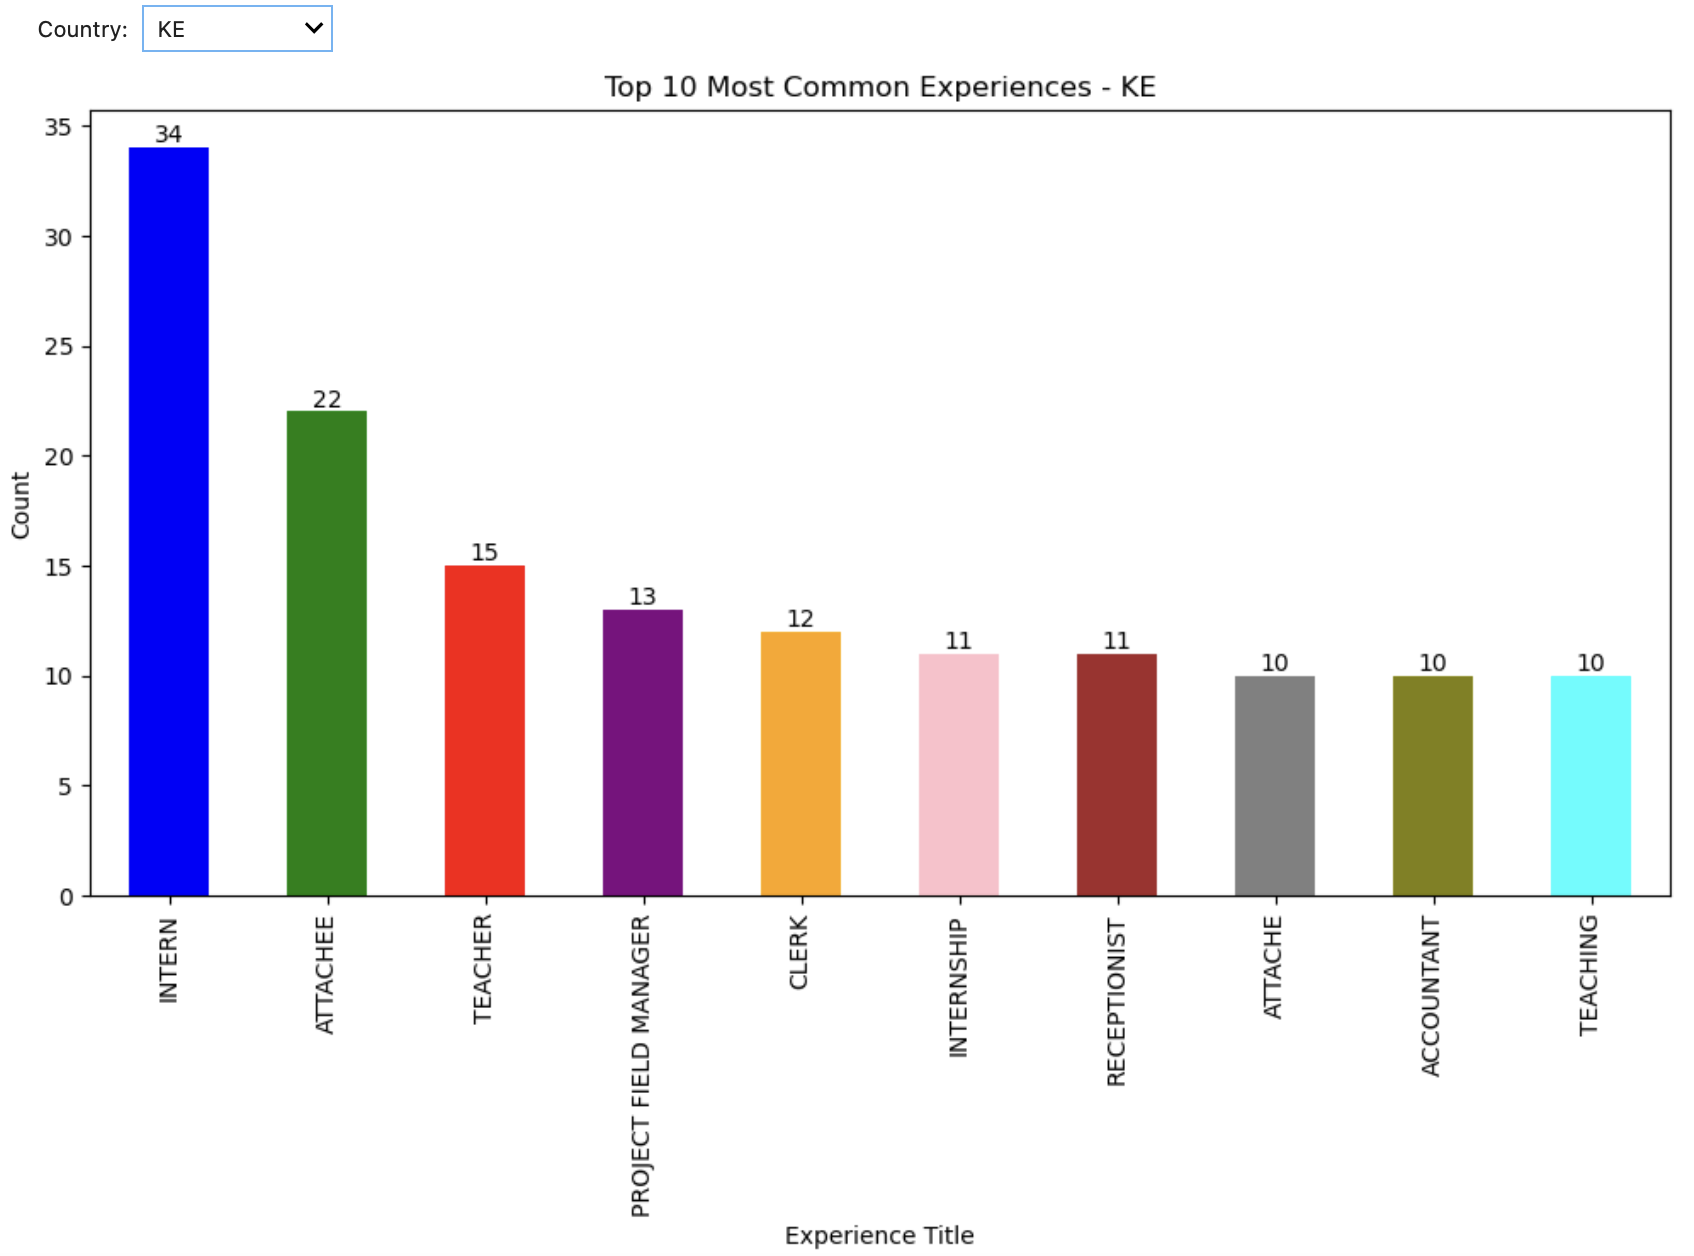 Country: KE
Top 10 Most Common Experiences - KE
35
30
25
20
15
10
5
0
Count
34
22
15
13
12
11
11
10
10
10
INTERN
ATTACHEE
TEACHER
PROJECT FIELD MANAGER
CLERK
INTERNSHIP
RECEPTIONIST
ATTACHE
ACCOUNTANT
TEACHING
Experience Title